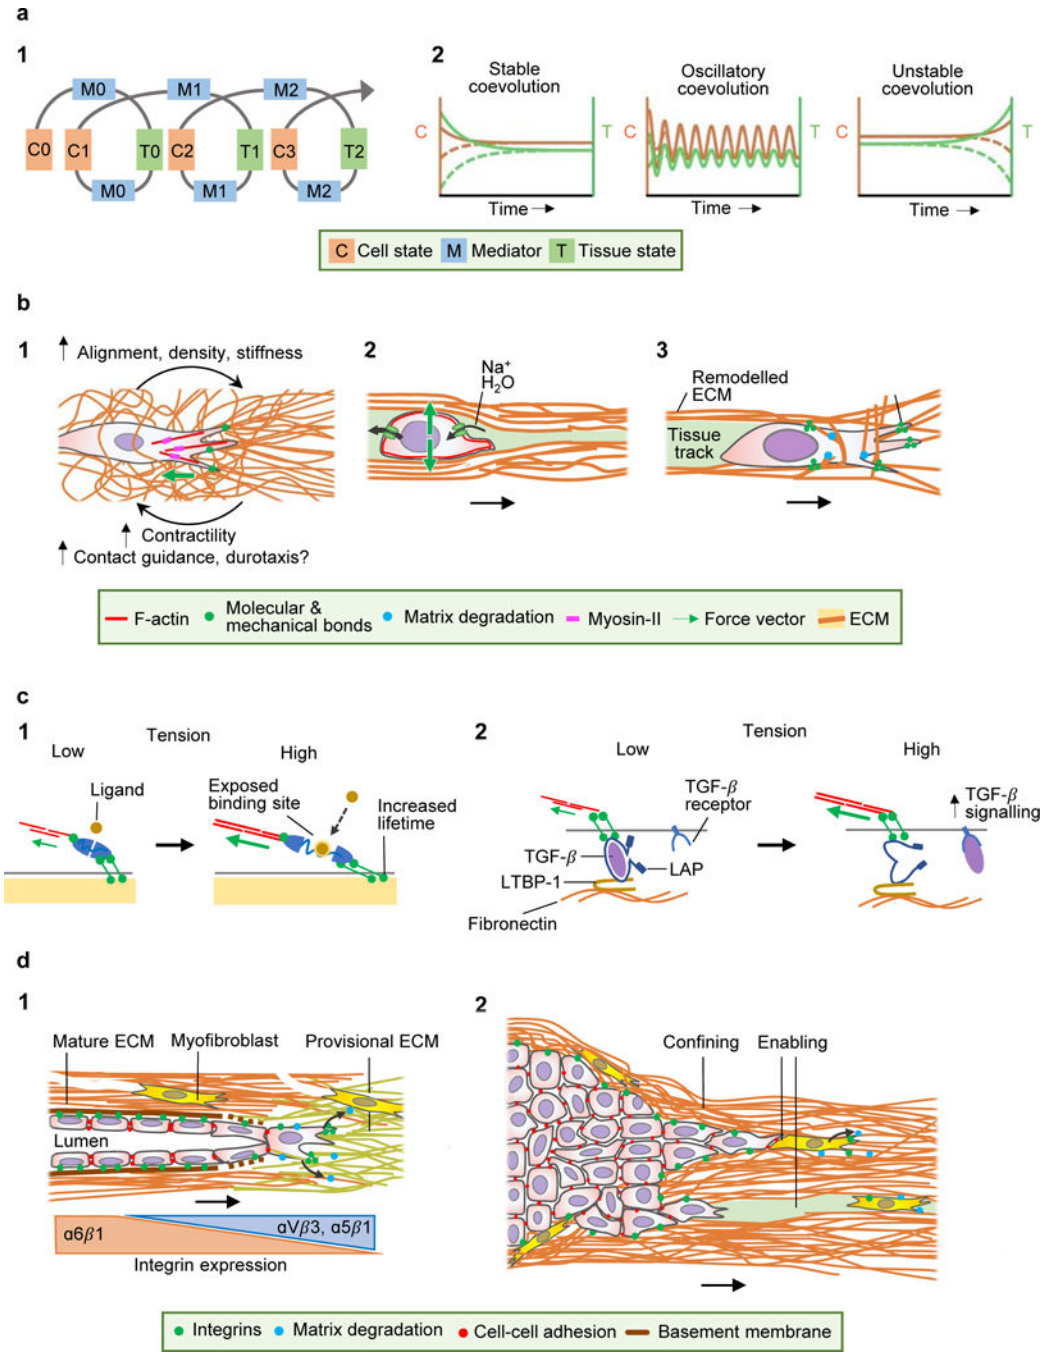 a
1
M0
M1
M2
C0
C1
T0
C2
T1
C3
T2
M0
M1
M2
2
Stable
coevolution
Oscillatory
coevolution
Unstable
coevolution
C
T
C
T
C
T
Time →
Time →
Time →
C Cell state M Mediator T Tissue state
b
1
↑ Alignment, density, stiffness
↑ Contractility
↑ Contact guidance, durotaxis?
2
Na⁺
H₂O
3
Remodelled
ECM
Tissue
track
F-actin
Molecular &
mechanical bonds
Matrix degradation
Myosin-II
Force vector
ECM
c
1
Tension
Low
High
Ligand
Exposed
binding site
Increased
lifetime
2
Tension
Low
High
TGF-β
receptor
↑ TGF-β
signalling
TGF-β
LAP
LTBP-1
Fibronectin
d
1
Mature ECM
Myofibroblast
Provisional ECM
Lumen
α6β1
αVβ3, α5β1
Integrin expression
2
Confining
Enabling
Integrins
Matrix degradation
Cell-cell adhesion
Basement membrane